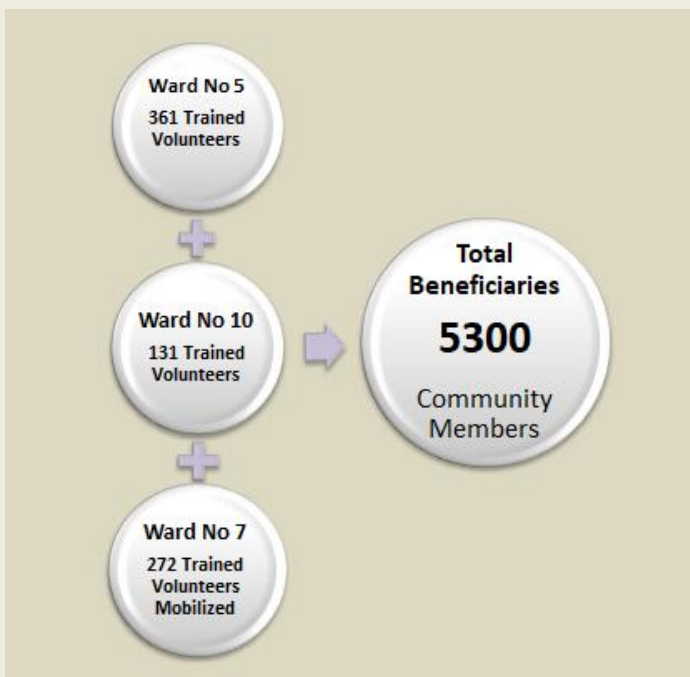 Ward No 5
361 Trained
Volunteers
Ward No 10
131 Trained
Volunteers
Ward No 7
272 Trained
Volunteers
Mobilized
Total
Beneficiaries
5300
Community
Members